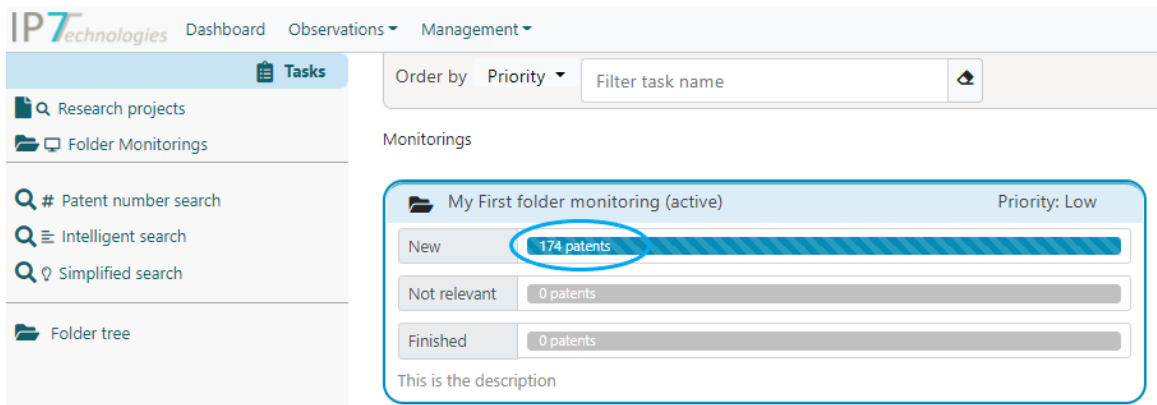 IP7Technologies Dashboard Observations Management
Tasks
Research projects
Folder Monitorings
# Patent number search
Intelligent search
Simplified search
Folder tree
Order by Priority Filter task name
Monitorings
My First folder monitoring (active) Priority: Low
New 174 patents
Not relevant 0 patents
Finished 0 patents
This is the description